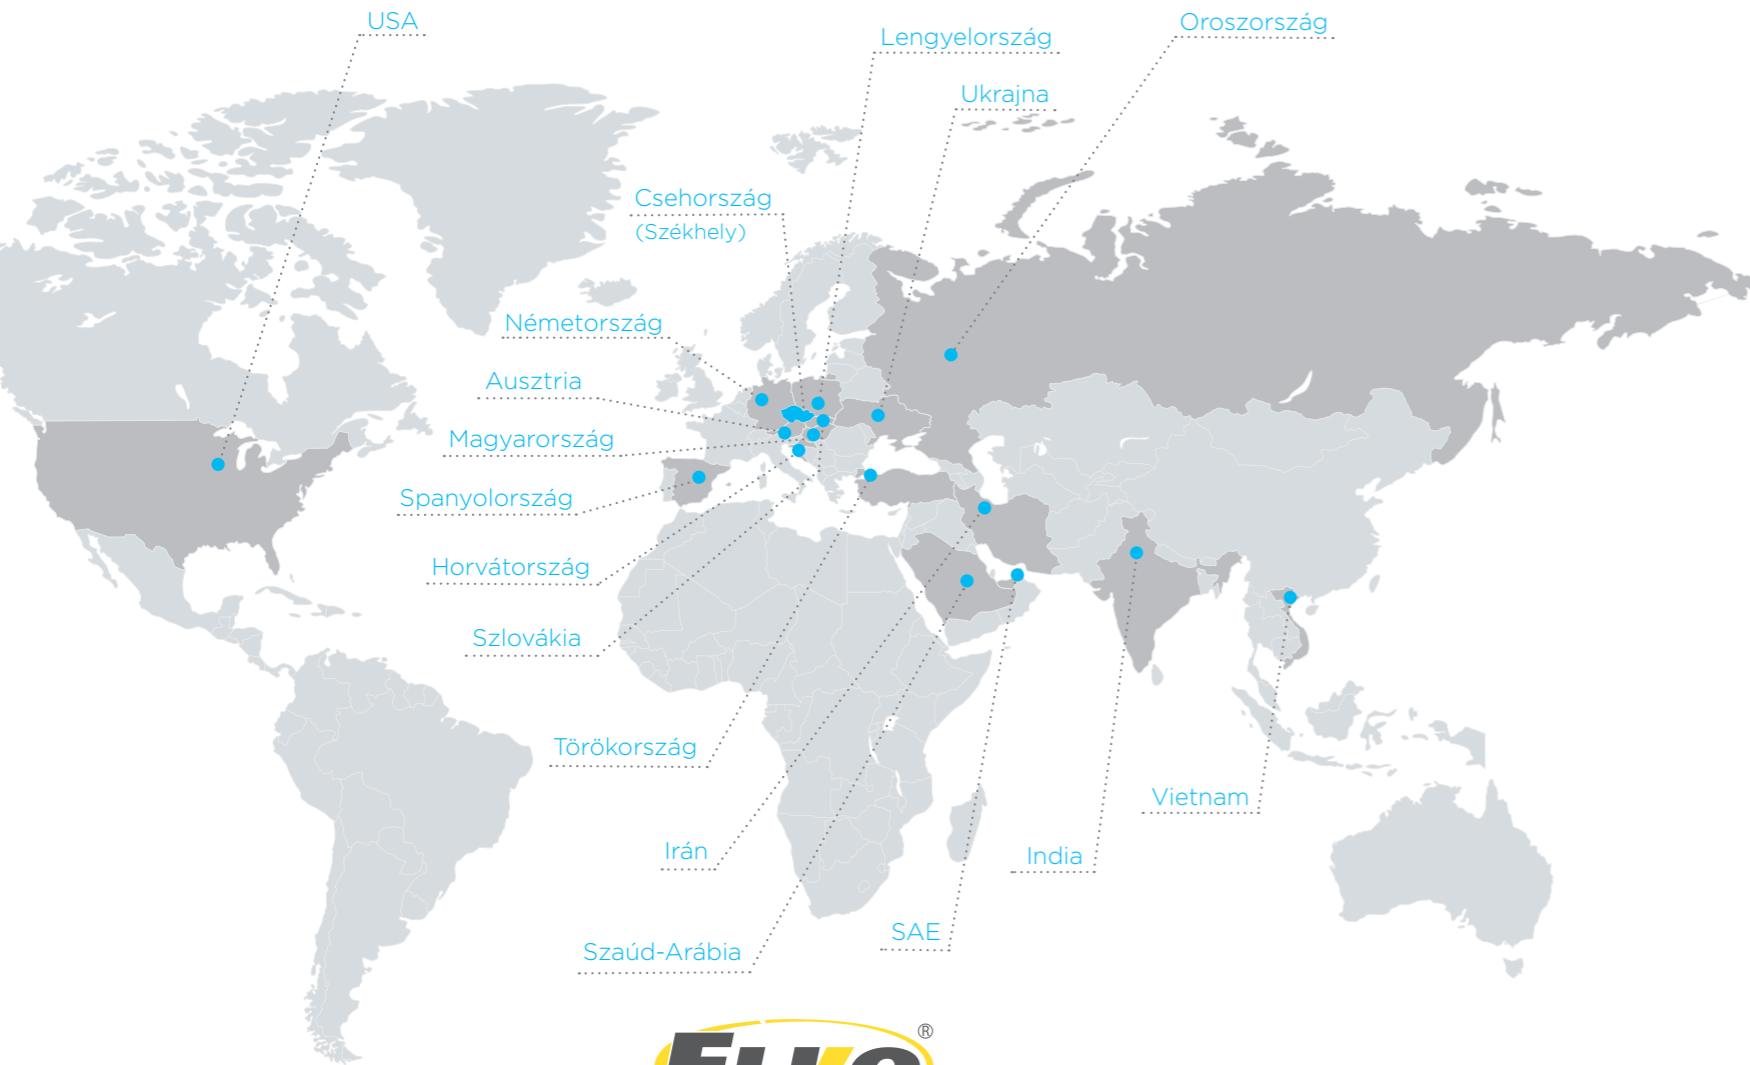 USA
Lengyelország
Oroszország
Ukrajna
Csehország
(Székhely)
Németország
Ausztria
Magyarország
Spanyolország
Horvátország
Szlovákia
Törökország
Irán
Szaúd-Arábia
SAE
India
Vietnam
®